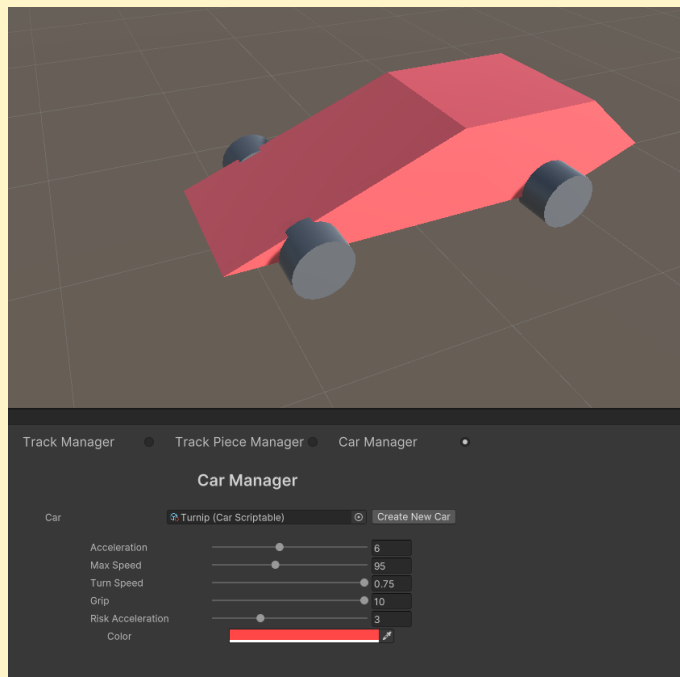 Track Manager Track Piece Manager Car Manager
Car Manager
Car Turnip (Car Scriptable) Create New Car
Acceleration 6
Max Speed 95
Turn Speed 0.75
Grip 10
Risk Acceleration 3
Color